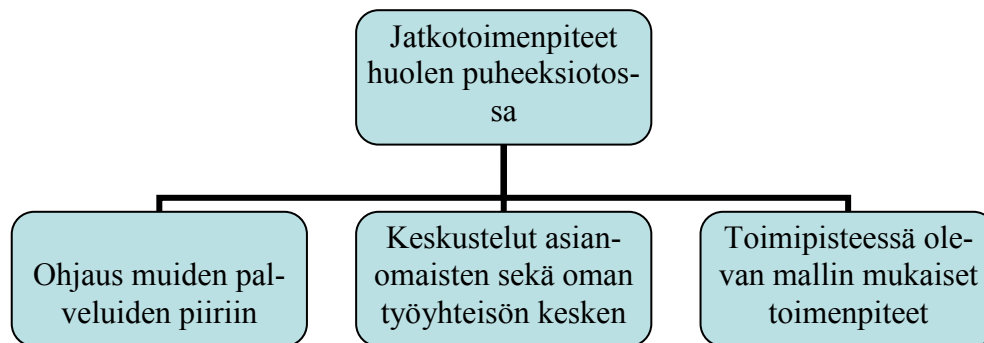 Jatkotoimenpiteet
huolen puheeksiotos-
sa
Ohjaus muiden pal-
veluiden piiriin
Keskustelut asian-
omaisten sekä oman
työyhteisön kesken
Toimipisteessä ole-
van mallin mukaiset
toimenpiteet